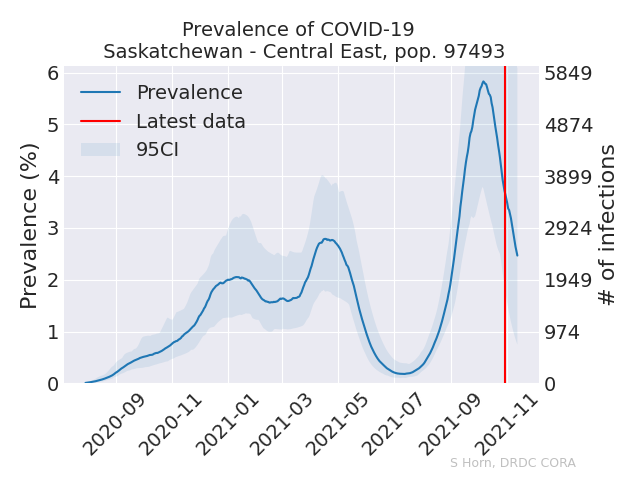 Prevalence of COVID-19
Saskatchewan - Central East, pop. 97493
Prevalence
Latest data
95CI
Prevalence (%)
6
5
4
3
2
1
0
5849
4874
3899
2924
1949
974
0
# of infections
2020-09
2020-11
2021-01
2021-03
2021-05
2021-07
2021-09
2021-11
S Horn, DRDC CORA